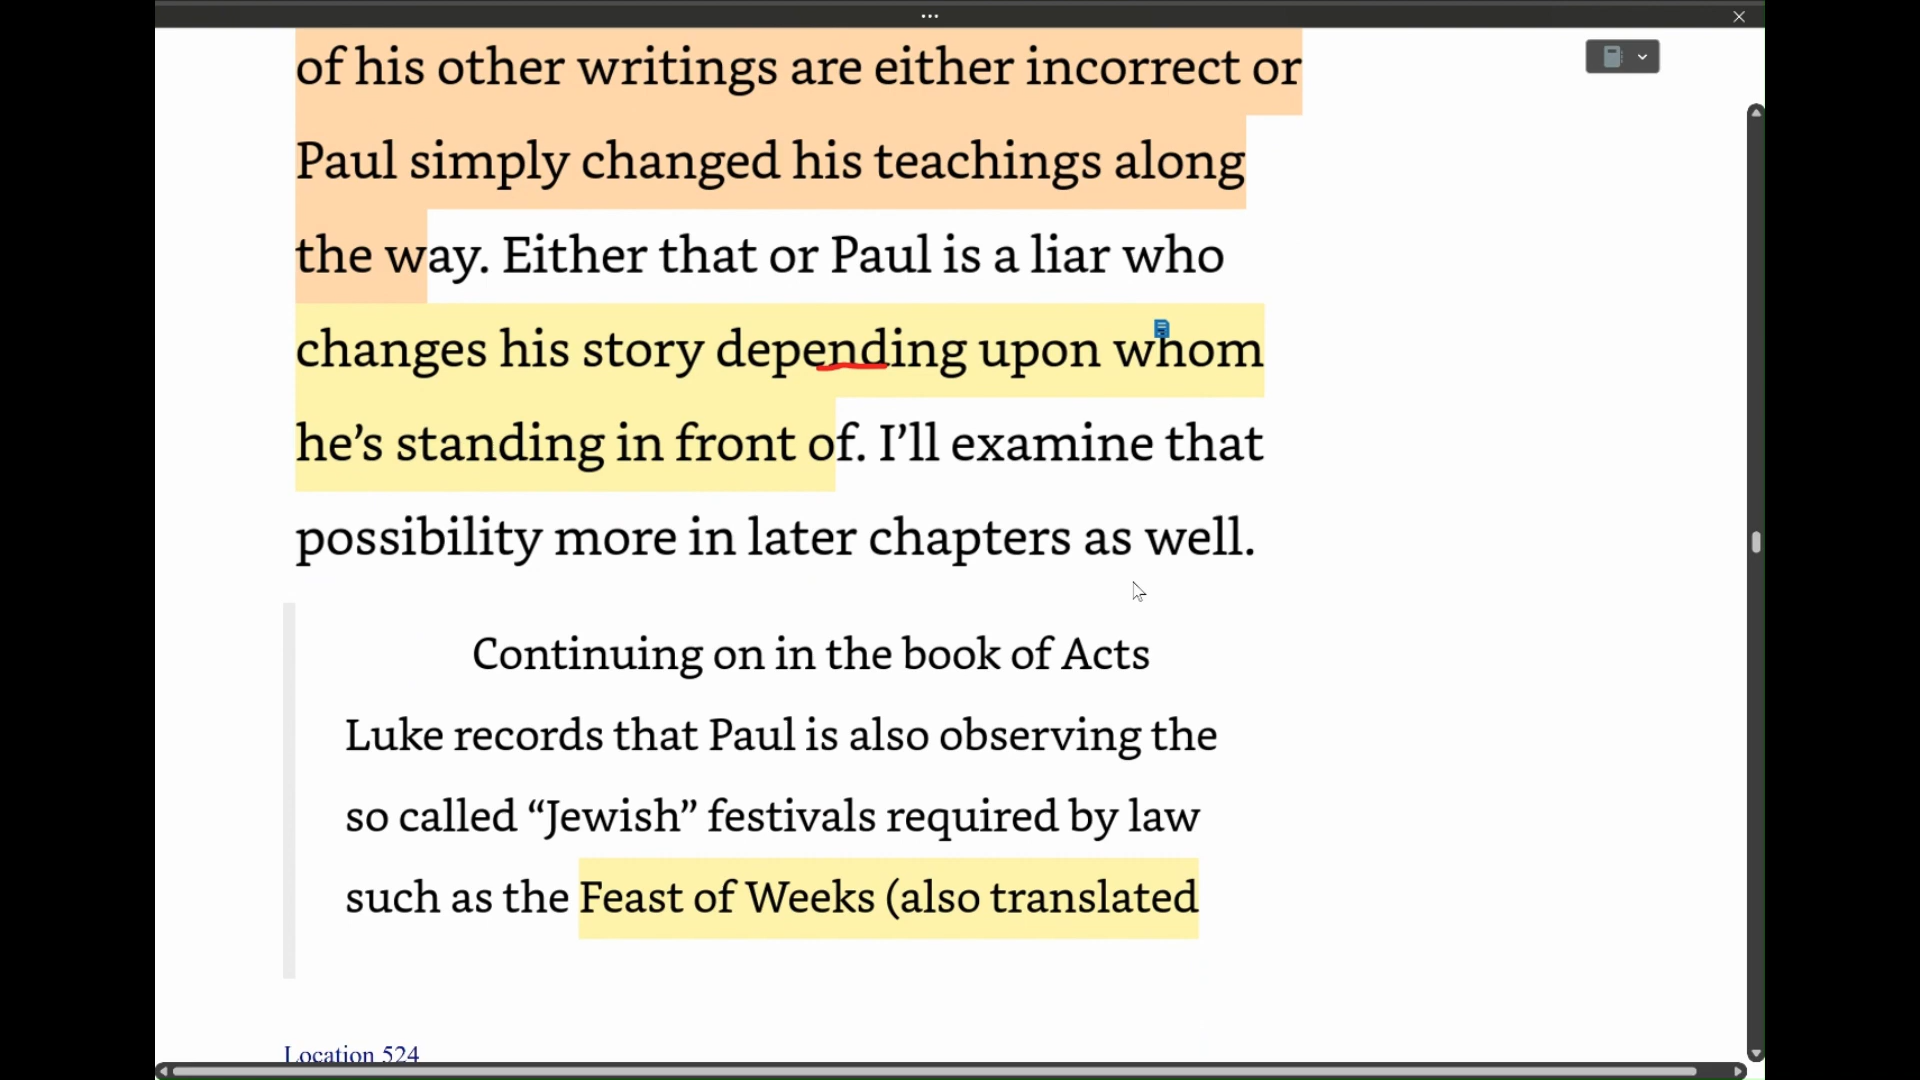 of his other writings are either incorrect or
Paul simply changed his teachings along
the way. Either that or Paul is a liar who
changes his story depending upon whom
he’s standing in front of. I’ll examine that
possibility more in later chapters as well.
Continuing on in the book of Acts
Luke records that Paul is also observing the
so called “Jewish” festivals required by law
such as the Feast of Weeks (also translated
Location 524